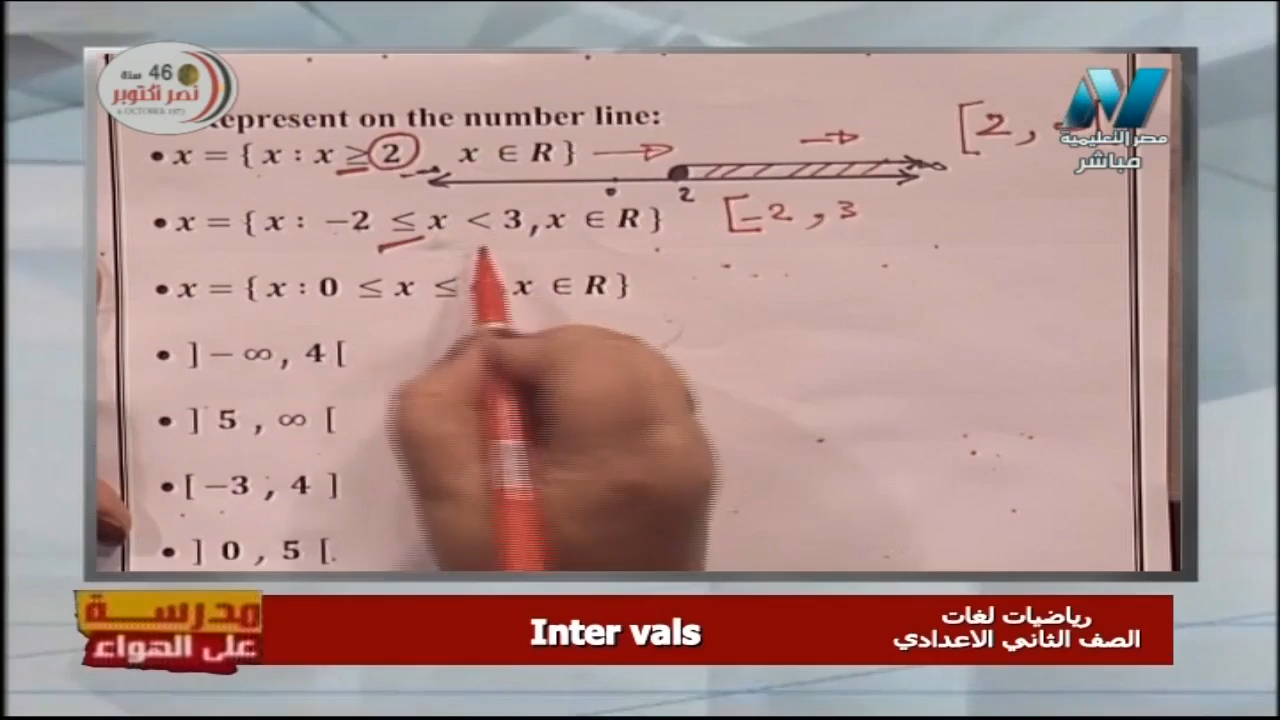 46 سنة
نصر أكتوبر
6 OCTOBER 1973
مصر التعليمية
مباشر
Represent on the number line:
• x = { x : x ≥ 2   x ∈ R }
[2,
0 2
• x = { x : −2 ≤ x < 3 , x ∈ R }
[-2 , 3
• x = { x : 0 ≤ x ≤ x ∈ R }
• ] − ∞ , 4 [
• ] 5 , ∞ [
• [ −3 , 4 ]
• ] 0 , 5 [.
مدرسة
على الهواء
Inter vals
رياضيات لغات
الصف الثاني الاعدادي